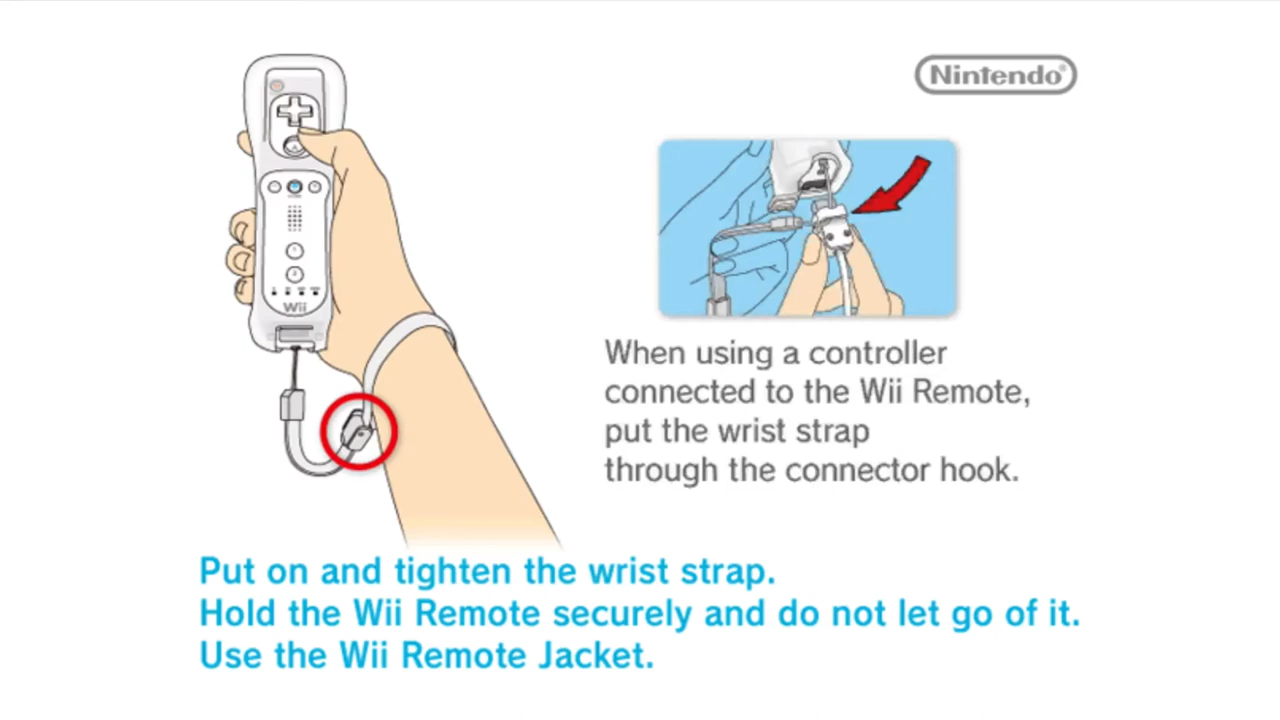 Nintendo®
Wii
When using a controller
connected to the Wii Remote,
put the wrist strap
through the connector hook.
Put on and tighten the wrist strap.
Hold the Wii Remote securely and do not let go of it.
Use the Wii Remote Jacket.